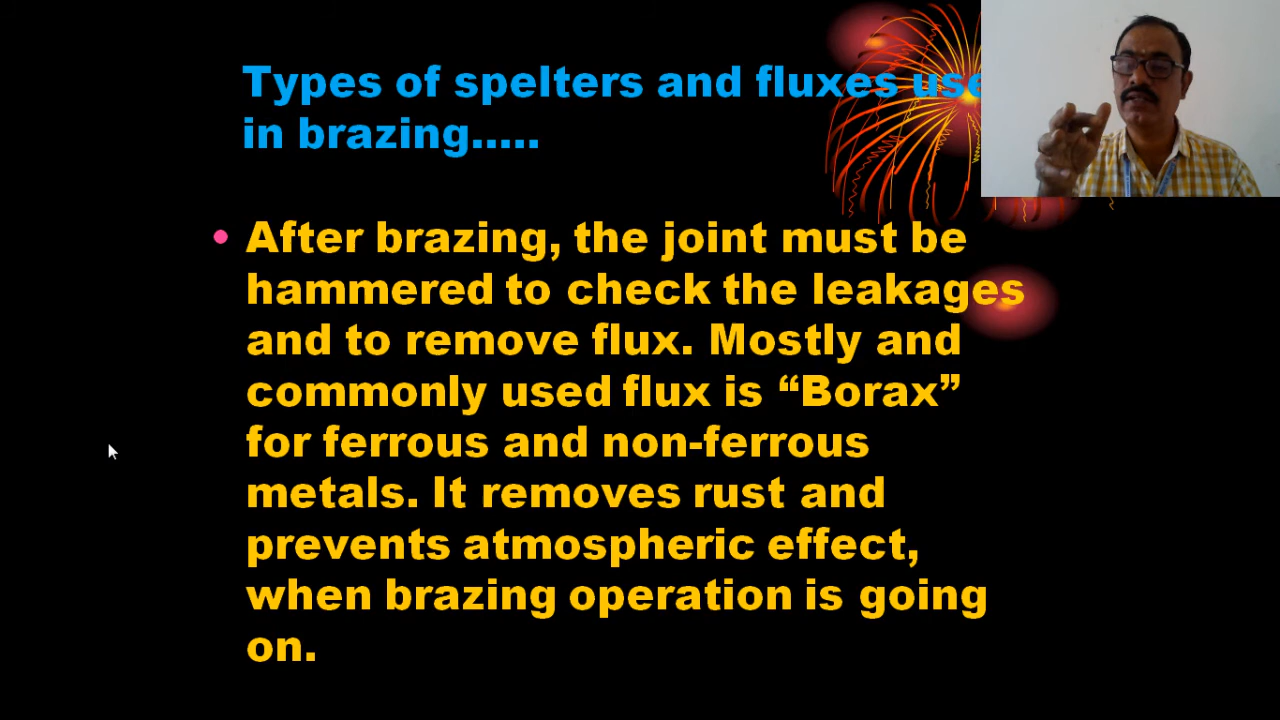 Types of spelters and fluxes use
in brazing.....
• After brazing, the joint must be
hammered to check the leakages
and to remove flux. Mostly and
commonly used flux is “Borax”
for ferrous and non-ferrous
metals. It removes rust and
prevents atmospheric effect,
when brazing operation is going
on.